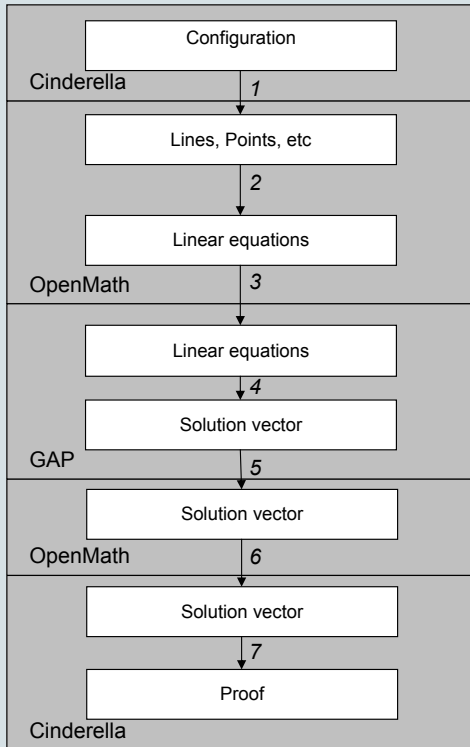 Configuration
Cinderella
1
Lines, Points, etc
2
Linear equations
OpenMath
3
Linear equations
4
Solution vector
GAP
5
Solution vector
OpenMath
6
Solution vector
7
Proof
Cinderella